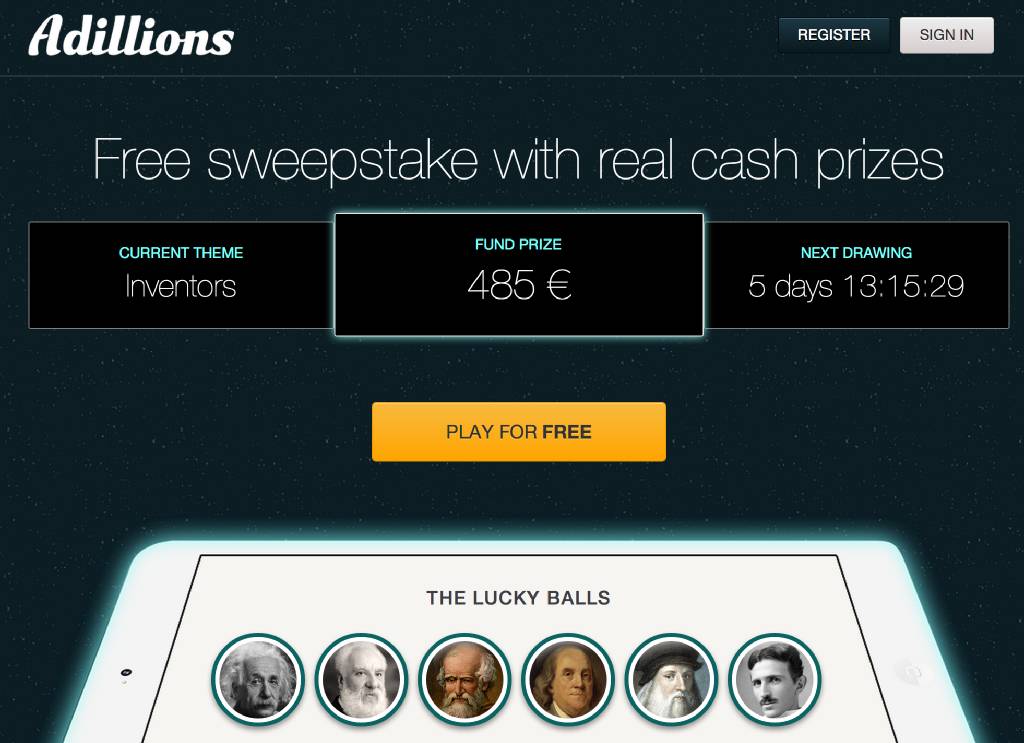 Adillions
REGISTER
SIGN IN
Free sweepstake with real cash prizes
CURRENT THEME
Inventors
FUND PRIZE
485 €
NEXT DRAWING
5 days 13:15:29
PLAY FOR FREE
THE LUCKY BALLS